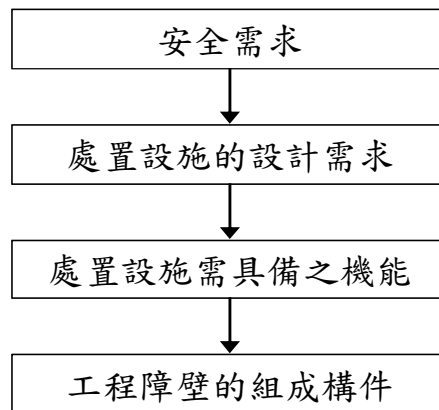 安全需求
處置設施的設計需求
處置設施需具備之機能
工程障壁的組成構件